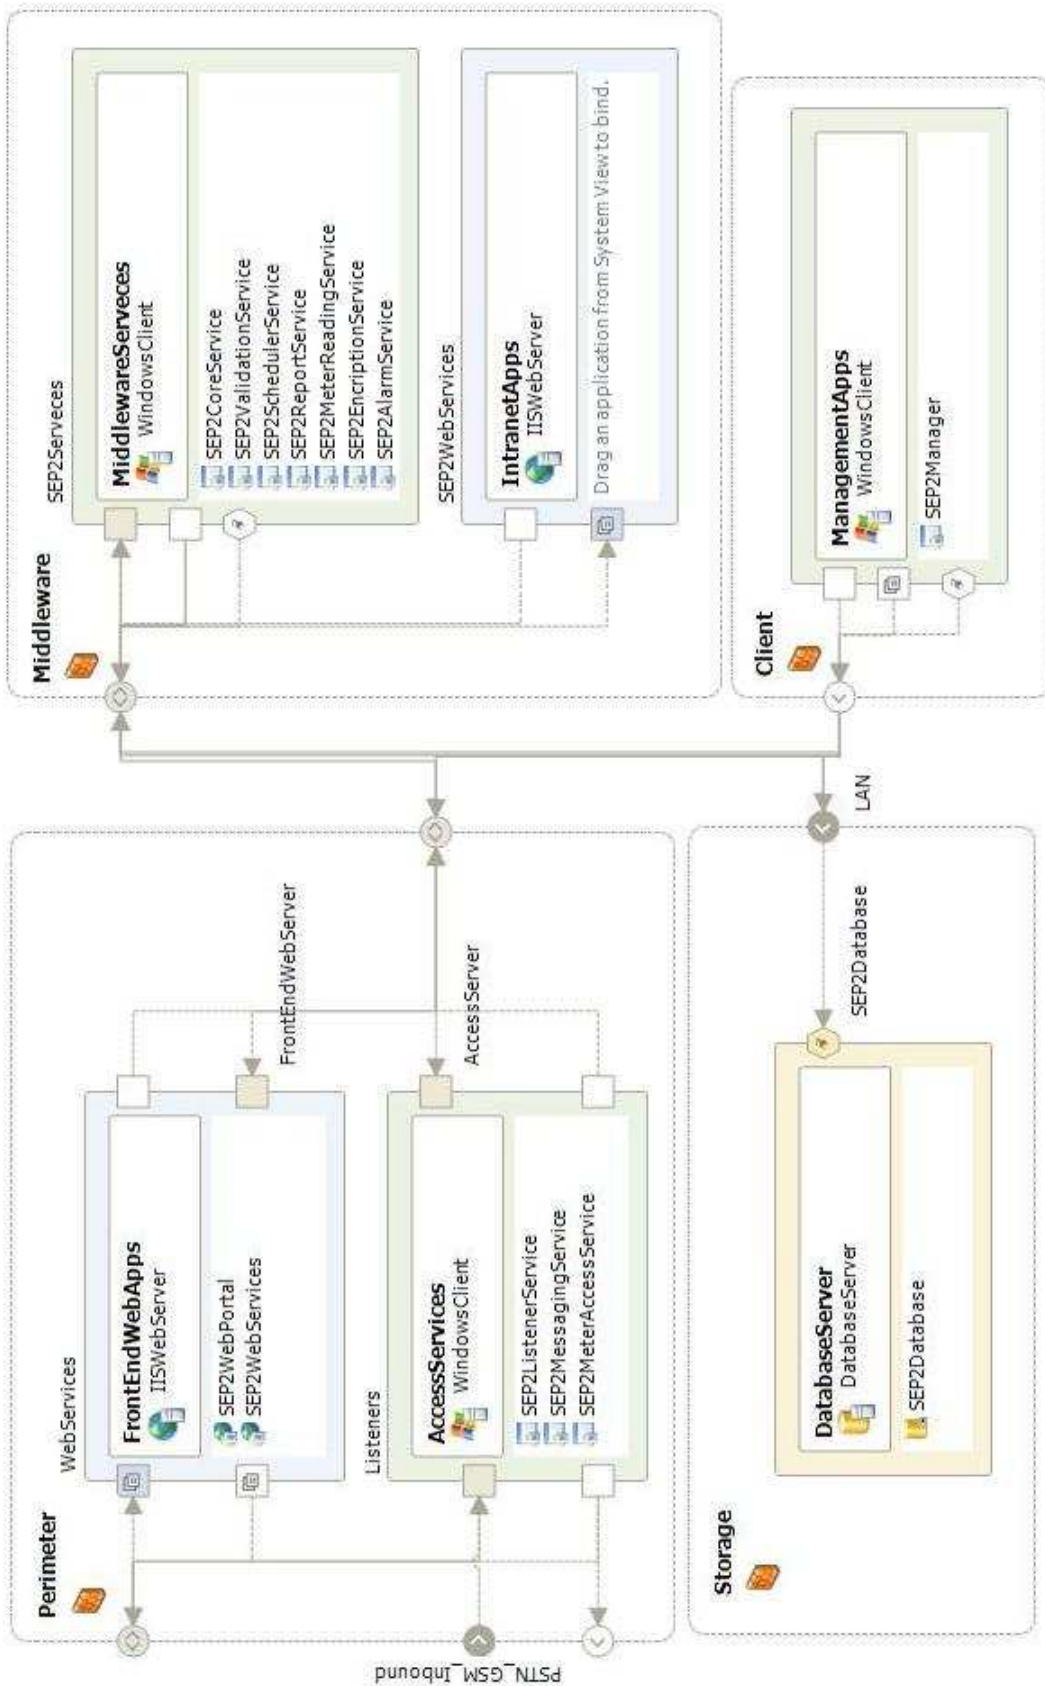 Perimeter
WebServices
FrontEndWebApps
IISWebServer
SEP2WebPortal
SEP2WebServices
FrontEndWebServer
Listeners
AccessServices
WindowsClient
SEP2ListenerService
SEP2MessagingService
SEP2MeterAccessService
AccessServer
PSTN_GSM_Inbound
Middleware
SEP2Serveces
MiddlewareServeces
WindowsClient
SEP2CoreService
SEP2ValidationService
SEP2SchedulerService
SEP2ReportService
SEP2MeterReadingService
SEP2EncriptionService
SEP2AlarmService
SEP2WebServices
IntranetApps
IISWebServer
Drag an application from System View to bind.
Storage
DatabaseServer
DatabaseServer
SEP2Database
SEP2Database
LAN
Client
ManagementApps
WindowsClient
SEP2Manager